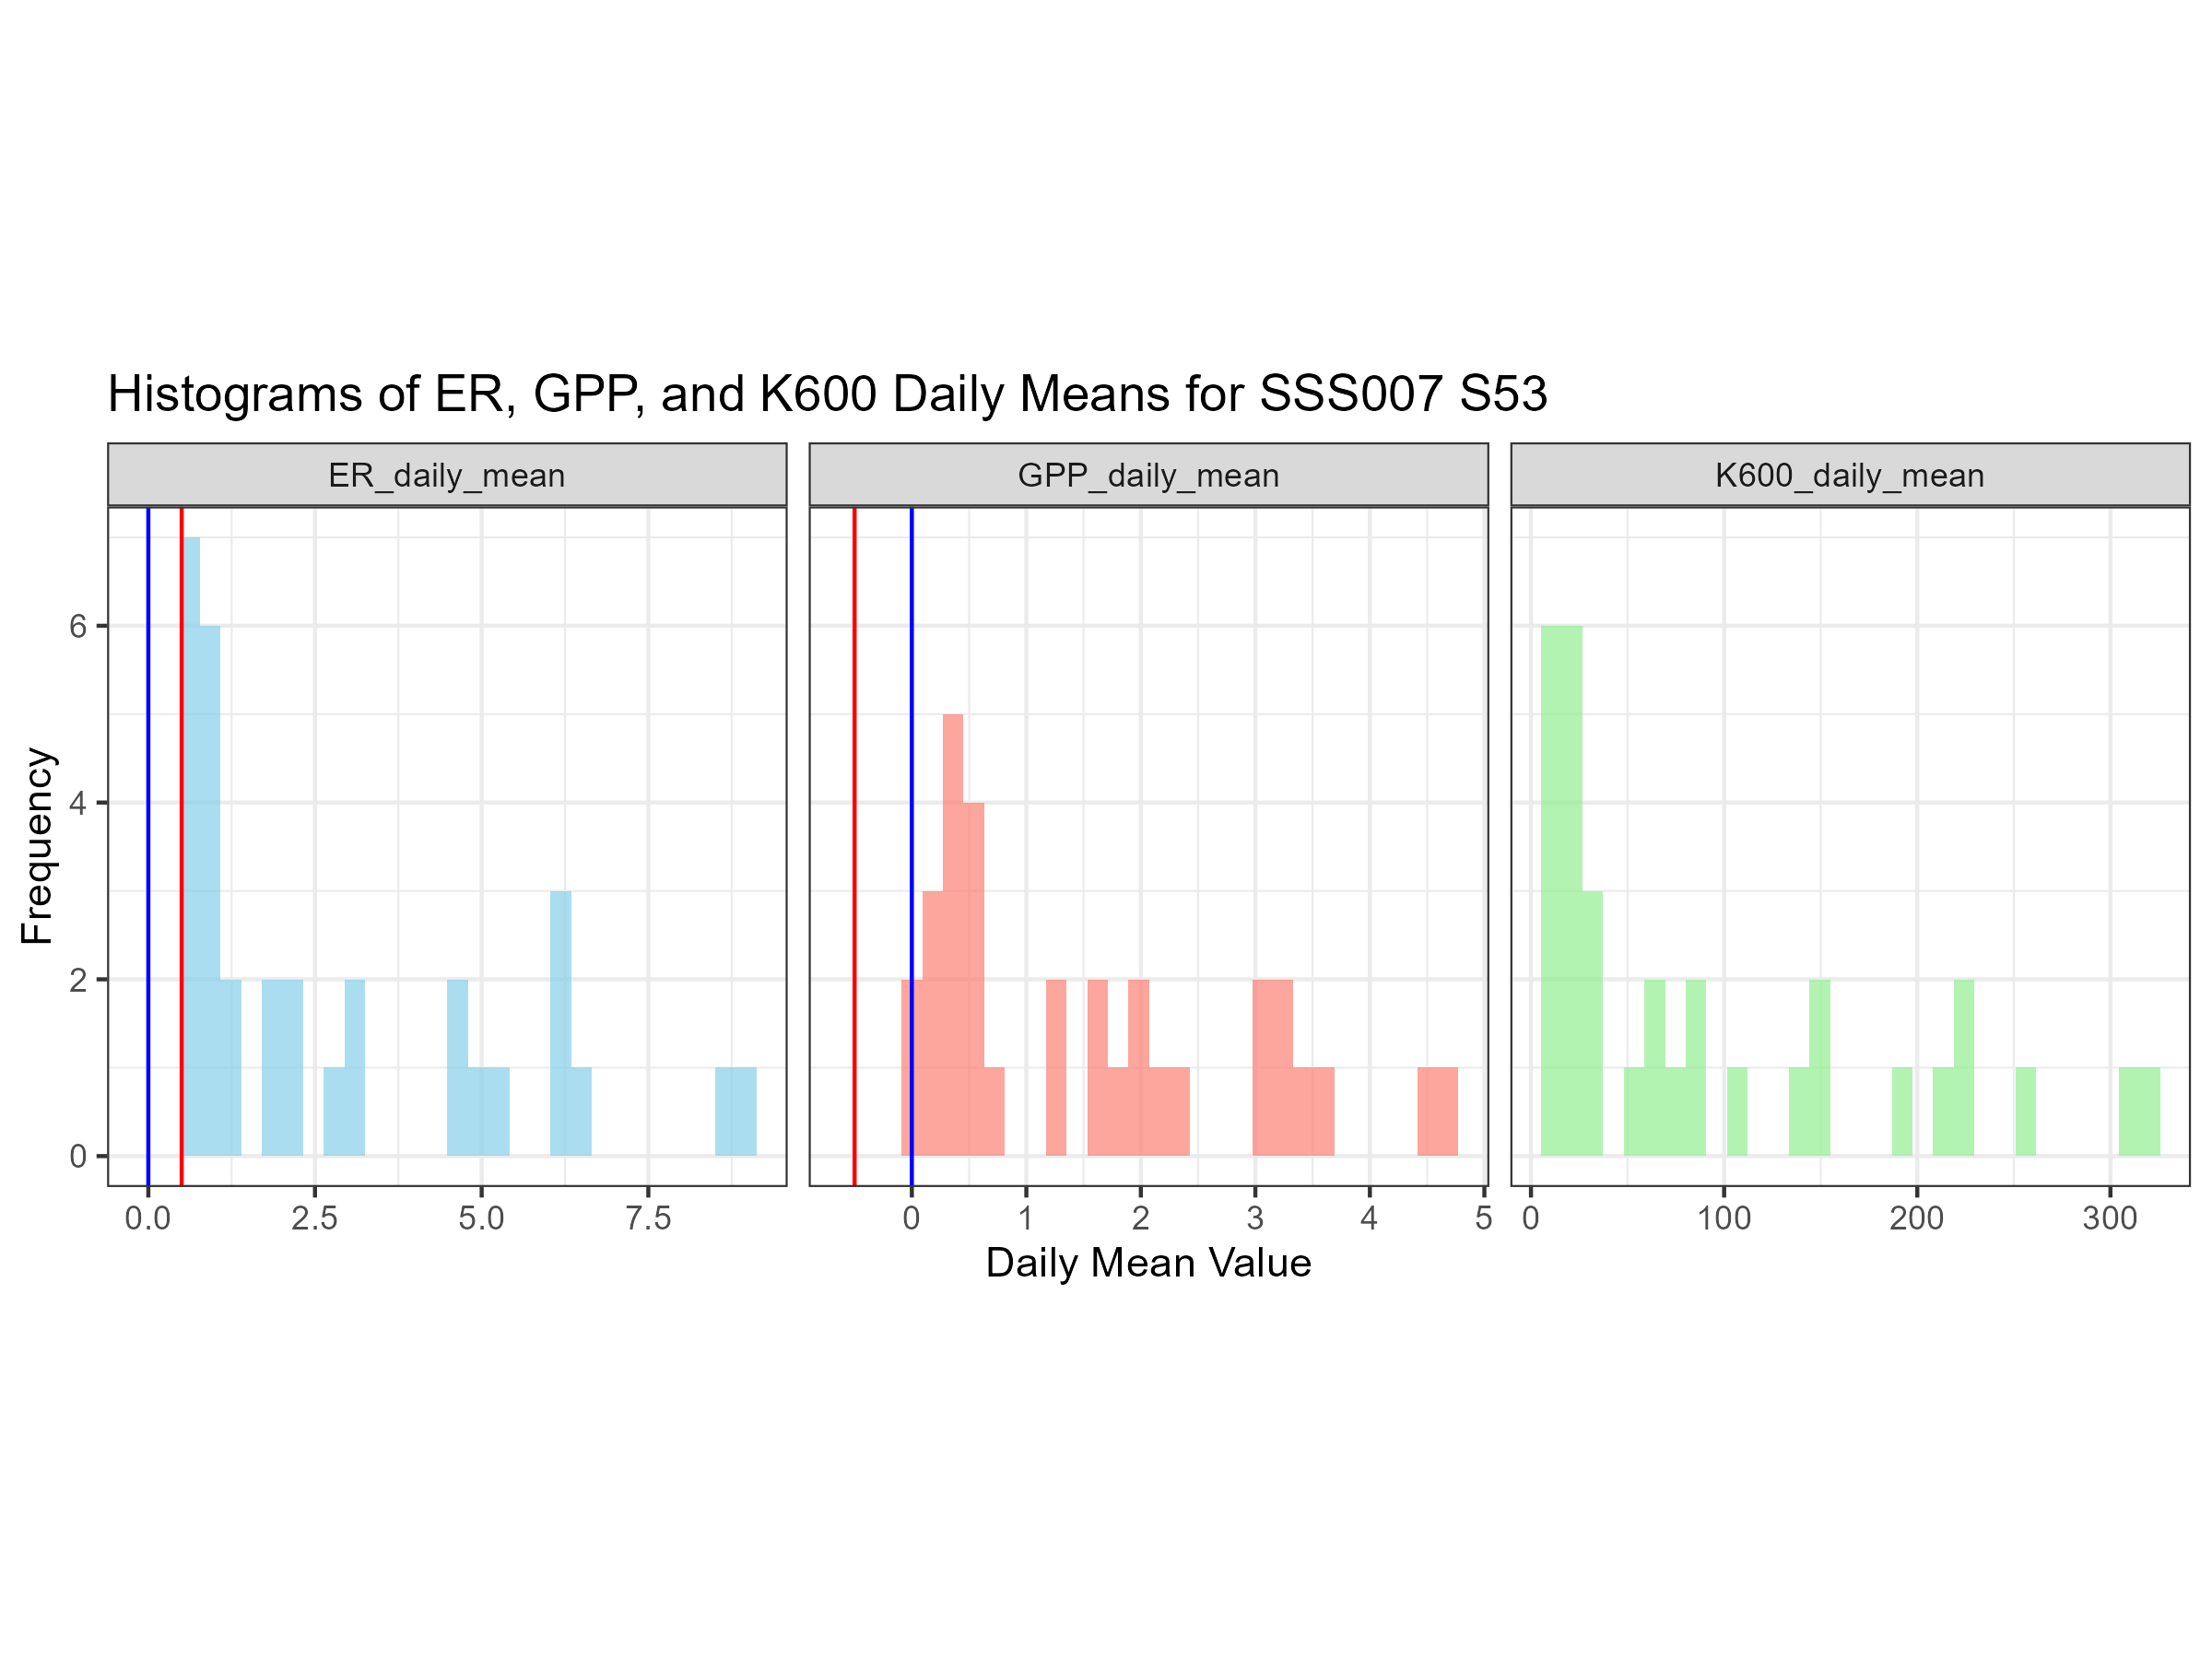 Histograms of ER, GPP, and K600 Daily Means for SSS007 S53
ER_daily_mean GPP_daily_mean K600_daily_mean
Frequency
6
4
2
0
0.0 2.5 5.0 7.5 0 1 2 3 4 5 0 100 200 300
Daily Mean Value